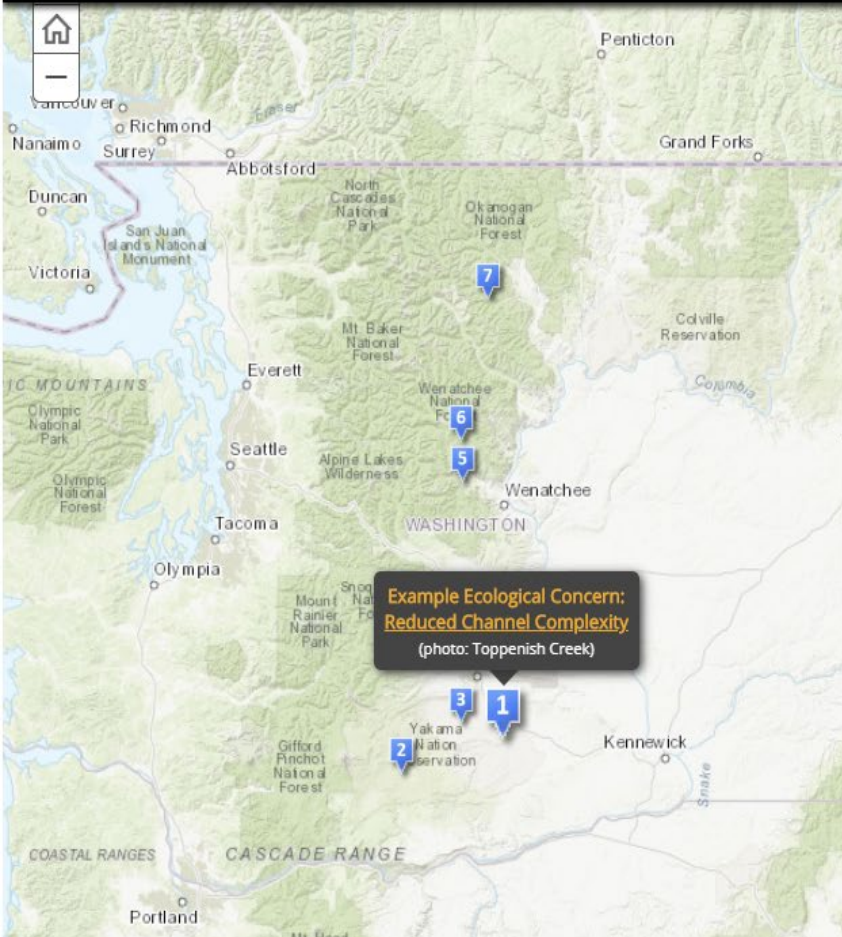 Penticton
Vancouver
Fraser
Richmond
Nanaimo
Surrey
Grand Forks
Abbotsford
North
Cascades
National
Park
Duncan
Okanogan
National
Forest
San Juan
Islands National
Monument
Victoria
7
Colville
Reservation
Mt. Baker
National
Forest
Everett
IC MOUNTAINS
Columbia
Wenatchee
National
Olympic
National
Park
6
Seattle
Alpine Lakes
Wilderness
5
Olympic
National
Forest
Wenatchee
Tacoma
WASHINGTON
Olympia
Mount
Rainier
National
Park
Example Ecological Concern:
Reduced Channel Complexity
(photo: Toppenish Creek)
3
1
Yakama
Nation
servation
2
Kennewick
Gifford
Pinchot
National
Forest
Snake
COASTAL RANGES
CASCADE RANGE
Portland